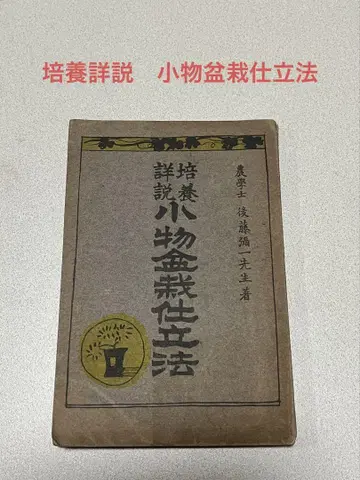 培養詳説　小物盆栽仕立法
農學士 後藤彌一先生著
培養
詳説
小物盆栽仕立法